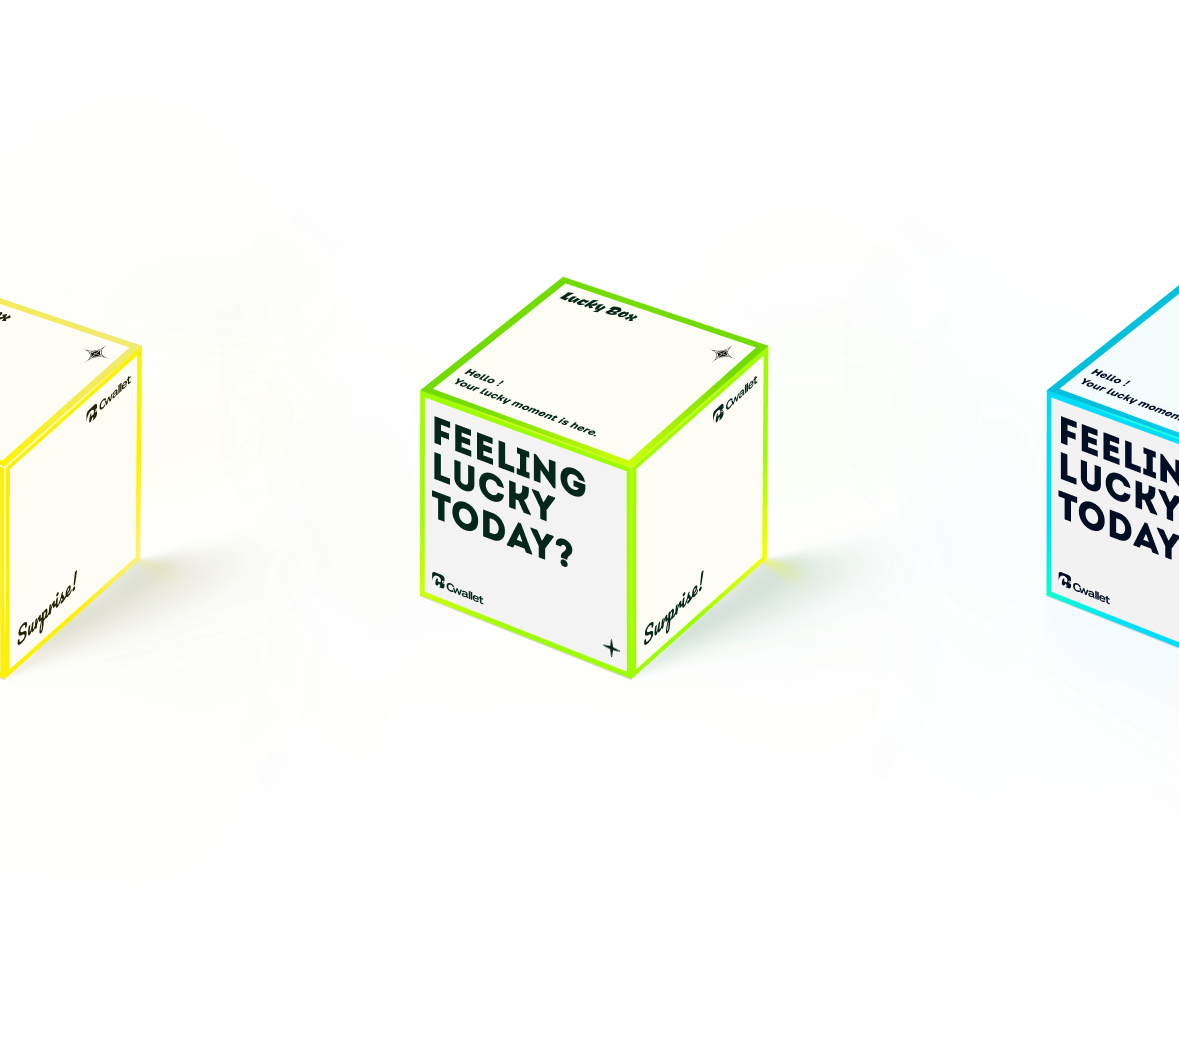 Cwallet
Surprise!
Lucky Box
Hello !
Your lucky moment is here.
FEELING
LUCKY
TODAY?
Cwallet
Cwallet
Surprise!
Hello !
Your lucky
FEELIN
LUCKY
TODAY
Cwallet